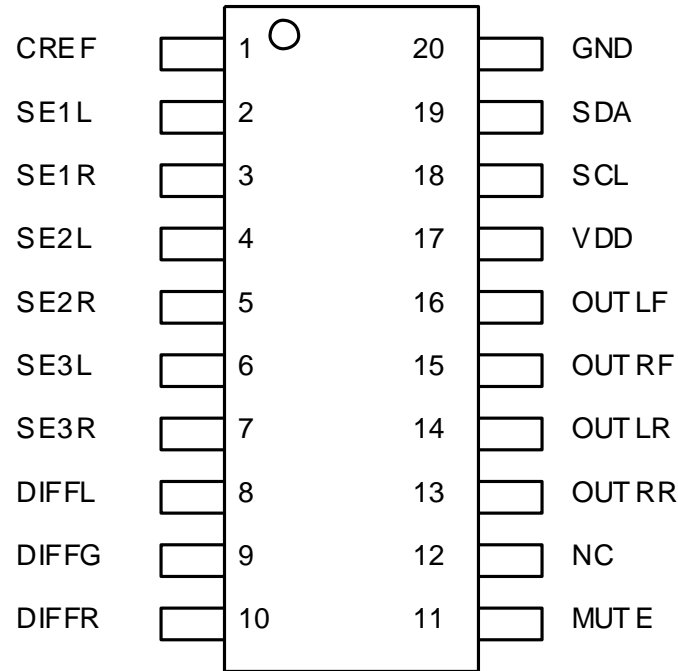 CREF 1 20 GND
SE1L 2 19 SDA
SE1R 3 18 SCL
SE2L 4 17 VDD
SE2R 5 16 OUTLF
SE3L 6 15 OUTRF
SE3R 7 14 OUTLR
DIFFL 8 13 OUTRR
DIFFG 9 12 NC
DIFFR 10 11 MUTE